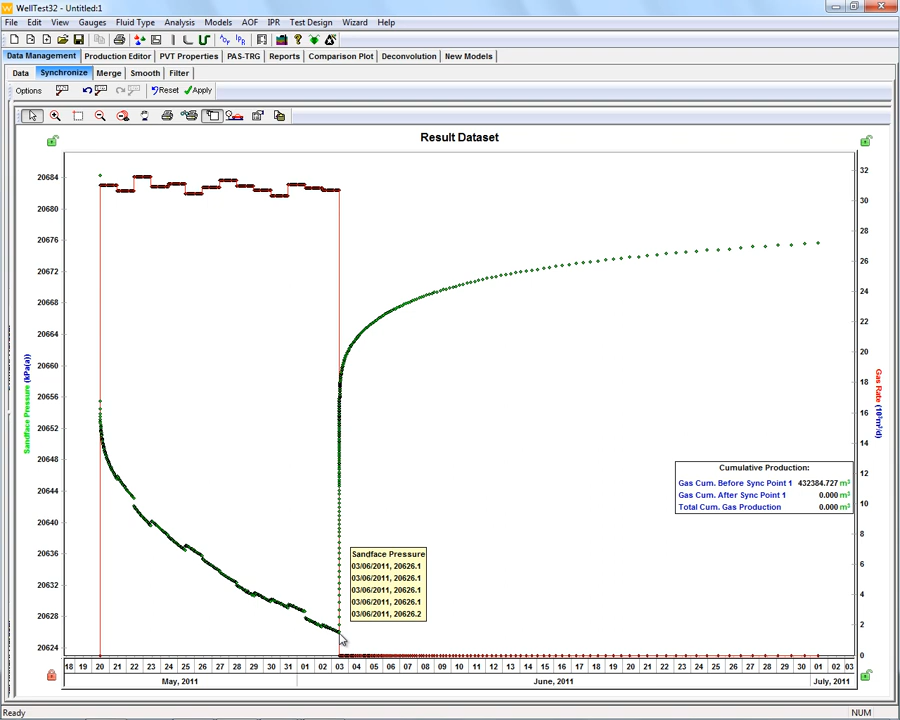 WellTest32 - Untitled:1
File Edit View Gauges Fluid Type Analysis Models AOF IPR Test Design Wizard Help
Data Management Production Editor PVT Properties PAS-TRG Reports Comparison Plot Deconvolution New Models
Data Synchronize Merge Smooth Filter
Options Reset Apply
Result Dataset
20684
20680
20676
20672
20668
20664
20660
20656
20652
20648
20644
20640
20636
20632
20628
20624
Sandface Pressure (kPa(a))
32
30
28
26
24
22
20
18
16
14
12
10
8
6
4
2
0
Gas Rate (10³m³/d)
Cumulative Production:
Gas Cum. Before Sync Point 1 432384.727 m³
Gas Cum. After Sync Point 1 0.000 m³
Total Cum. Gas Production 0.000 m³
Sandface Pressure
03/06/2011, 20626.1
03/06/2011, 20626.1
03/06/2011, 20626.1
03/06/2011, 20626.1
03/06/2011, 20626.2
18 19 20 21 22 23 24 25 26 27 28 29 30 31 01 02 03 04 05 06 07 08 09 10 11 12 13 14 15 16 17 18 19 20 21 22 23 24 25 26 27 28 29 30 01 02 03
May, 2011 June, 2011 July, 2011
Ready NUM